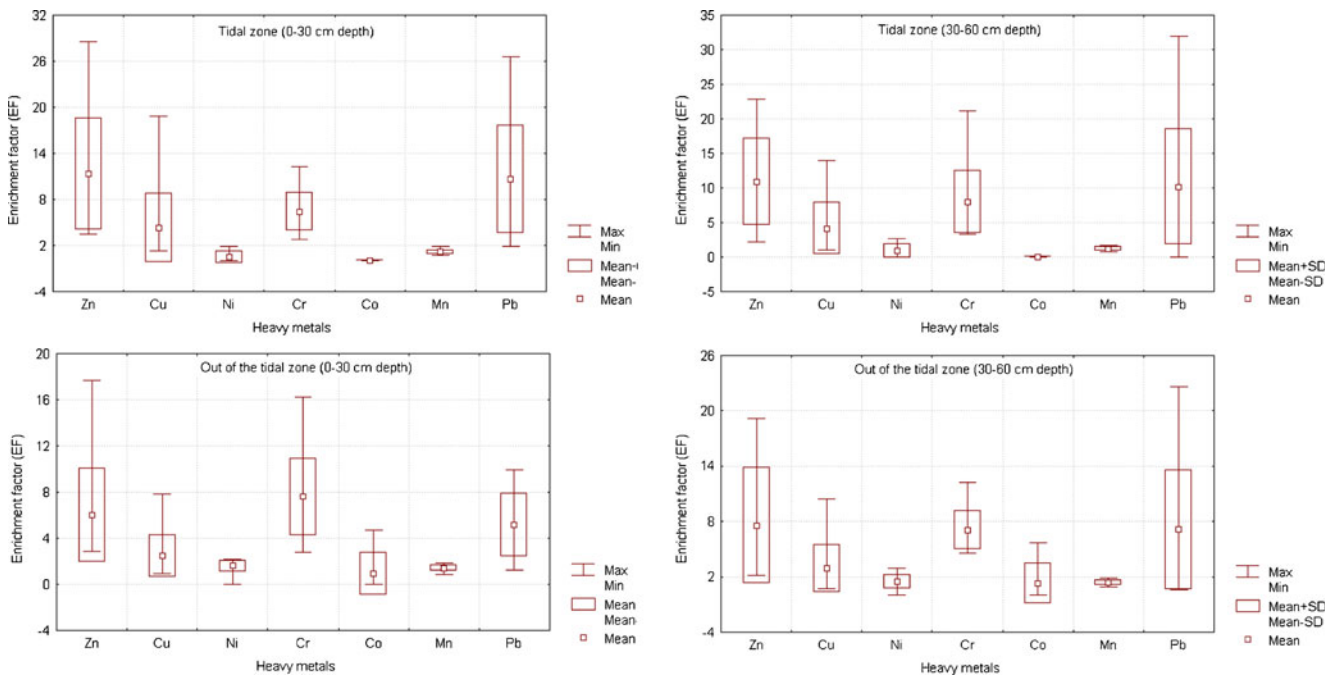 Tidal zone (0-30 cm depth)
Enrichment factor (EF)
32
26
20
14
8
2
-4
Zn Cu Ni Cr Co Mn Pb
Heavy metals
Max
Min
Mean-
Mean
Tidal zone (30-60 cm depth)
Enrichment factor (EF)
35
30
25
20
15
10
5
0
-5
Zn Cu Ni Cr Co Mn Pb
Heavy metals
Max
Min
Mean+SD
Mean-SD
Mean
Out of the tidal zone (0-30 cm depth)
Enrichment factor (EF)
20
16
12
8
4
0
-4
Zn Cu Ni Cr Co Mn Pb
Heavy metals
Max
Min
Mean
Mean
Mean
Out of the tidal zone (30-60 cm depth)
Enrichment factor (EF)
26
20
14
8
2
-4
Zn Cu Ni Cr Co Mn Pb
Heavy metals
Max
Min
Mean+SD
Mean-SD
Mean